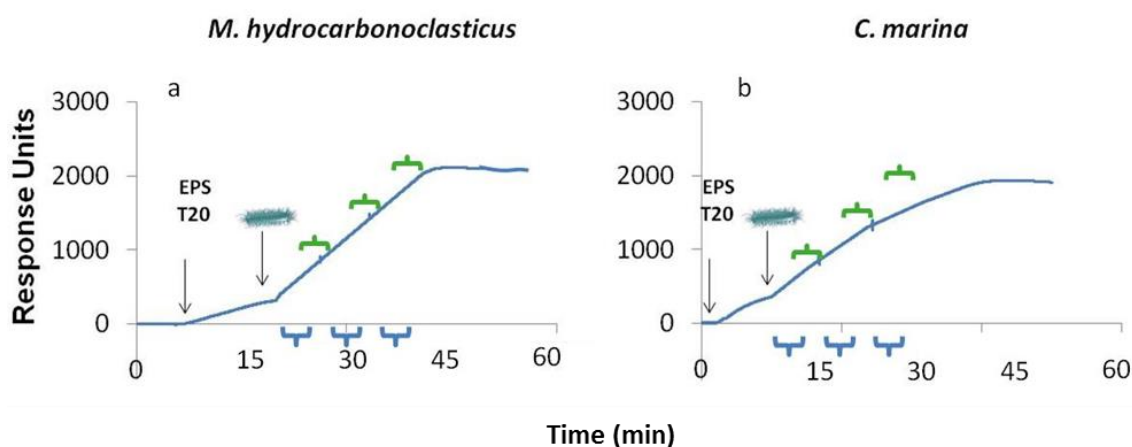 M. hydrocarbonoclasticus
C. marina
Response Units
a
3000
2000
1000
0
EPS
T20
0
15
30
45
60
b
3000
2000
1000
0
EPS
T20
0
15
30
45
60
Time (min)